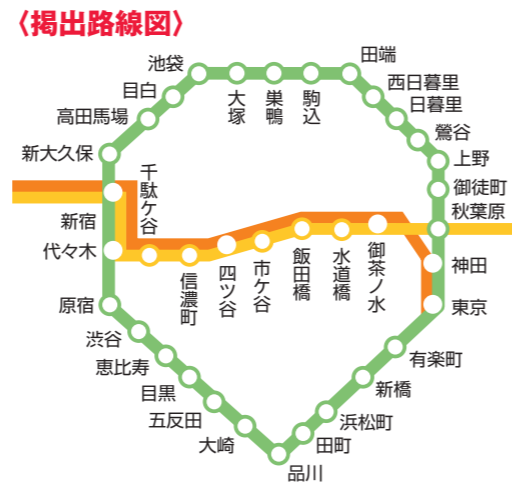 〈掲出路線図〉
池袋
目白
高田馬場
新大久保
新宿
代々木
原宿
渋谷
恵比寿
目黒
五反田
大崎
品川
田町
浜松町
新橋
有楽町
東京
神田
秋葉原
御徒町
上野
鶯谷
日暮里
西日暮里
田端
駒込
巣鴨
大塚
千駄ケ谷
信濃町
四ツ谷
市ケ谷
飯田橋
水道橋
御茶ノ水